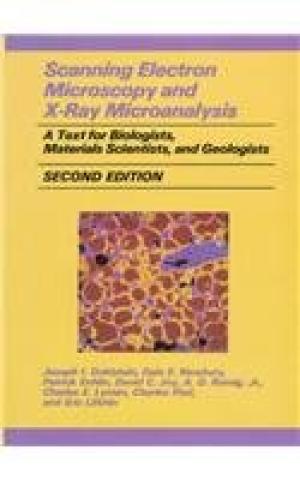 Scanning Electron
Microscopy and
X-Ray Microanalysis
A Text for Biologists,
Materials Scientists, and Geologists
SECOND EDITION
Joseph I. Goldstein, Dale E. Newbury,
Patrick Echlin, David C. Joy, A. D. Romig, Jr.,
Charles E. Lyman, Charles Fiori,
and Eric Lifshin